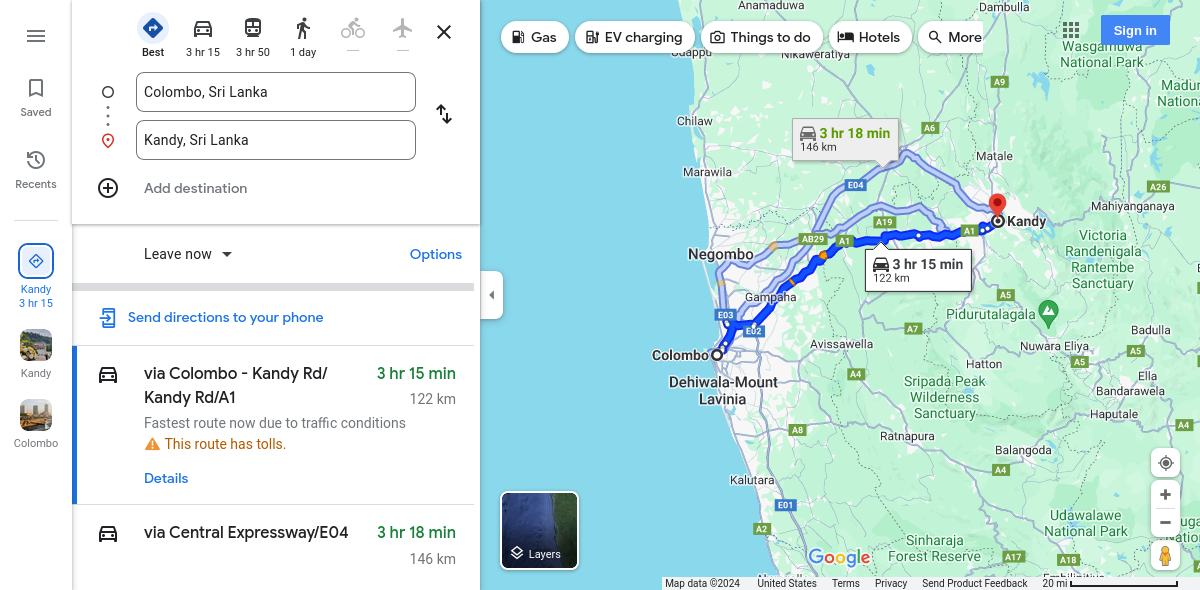 Saved
Recents
Kandy
3 hr 15
Kandy
Colombo
Best
3 hr 15
3 hr 50
1 day
—
—
Colombo, Sri Lanka
Kandy, Sri Lanka
Add destination
Leave now
Options
Send directions to your phone
via Colombo - Kandy Rd/
Kandy Rd/A1
3 hr 15 min
122 km
Fastest route now due to traffic conditions
This route has tolls.
Details
via Central Expressway/E04
3 hr 18 min
146 km
Gas
EV charging
Things to do
Hotels
More
Sign in
Anamaduwa
Dambulla
Nikaweratiya
Wasgamuwa
National Park
A9
Chilaw
A6
3 hr 18 min
146 km
Matale
Marawila
E04
A26
Mahiyanganaya
Kandy
A19
A1
AB29
A1
Victoria
Randenigala
Rantembe
Sanctuary
Negombo
3 hr 15 min
122 km
Gampaha
A5
E03
Pidurutalagala
E02
A7
Badulla
Avissawella
Nuwara Eliya
A5
Colombo
A5
Hatton
Ella
Dehiwala-Mount
Lavinia
A4
Sripada Peak
Wilderness
Sanctuary
Bandarawela
Haputale
A8
A4
Ratnapura
Balangoda
A4
Kalutara
E01
Udawalawe
National Park
A2
Sinharaja
Forest Reserve
A17
A18
Layers
Google
Map data ©2024
United States
Terms
Privacy
Send Product Feedback
20 mi